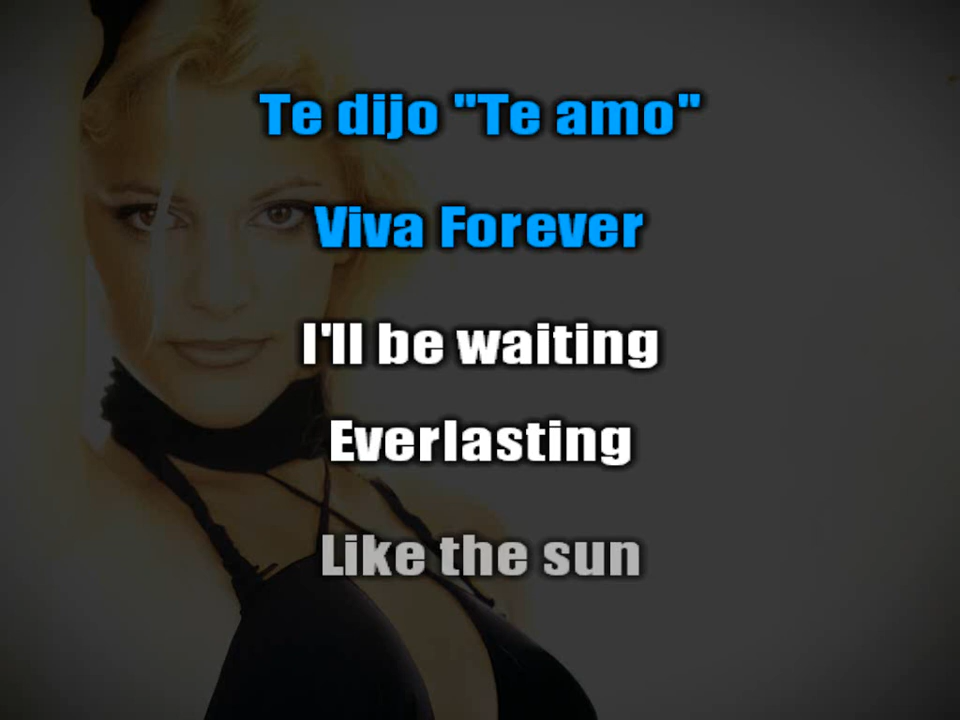 Te dijo "Te amo"
Viva Forever
I'll be waiting
Everlasting
Like the sun